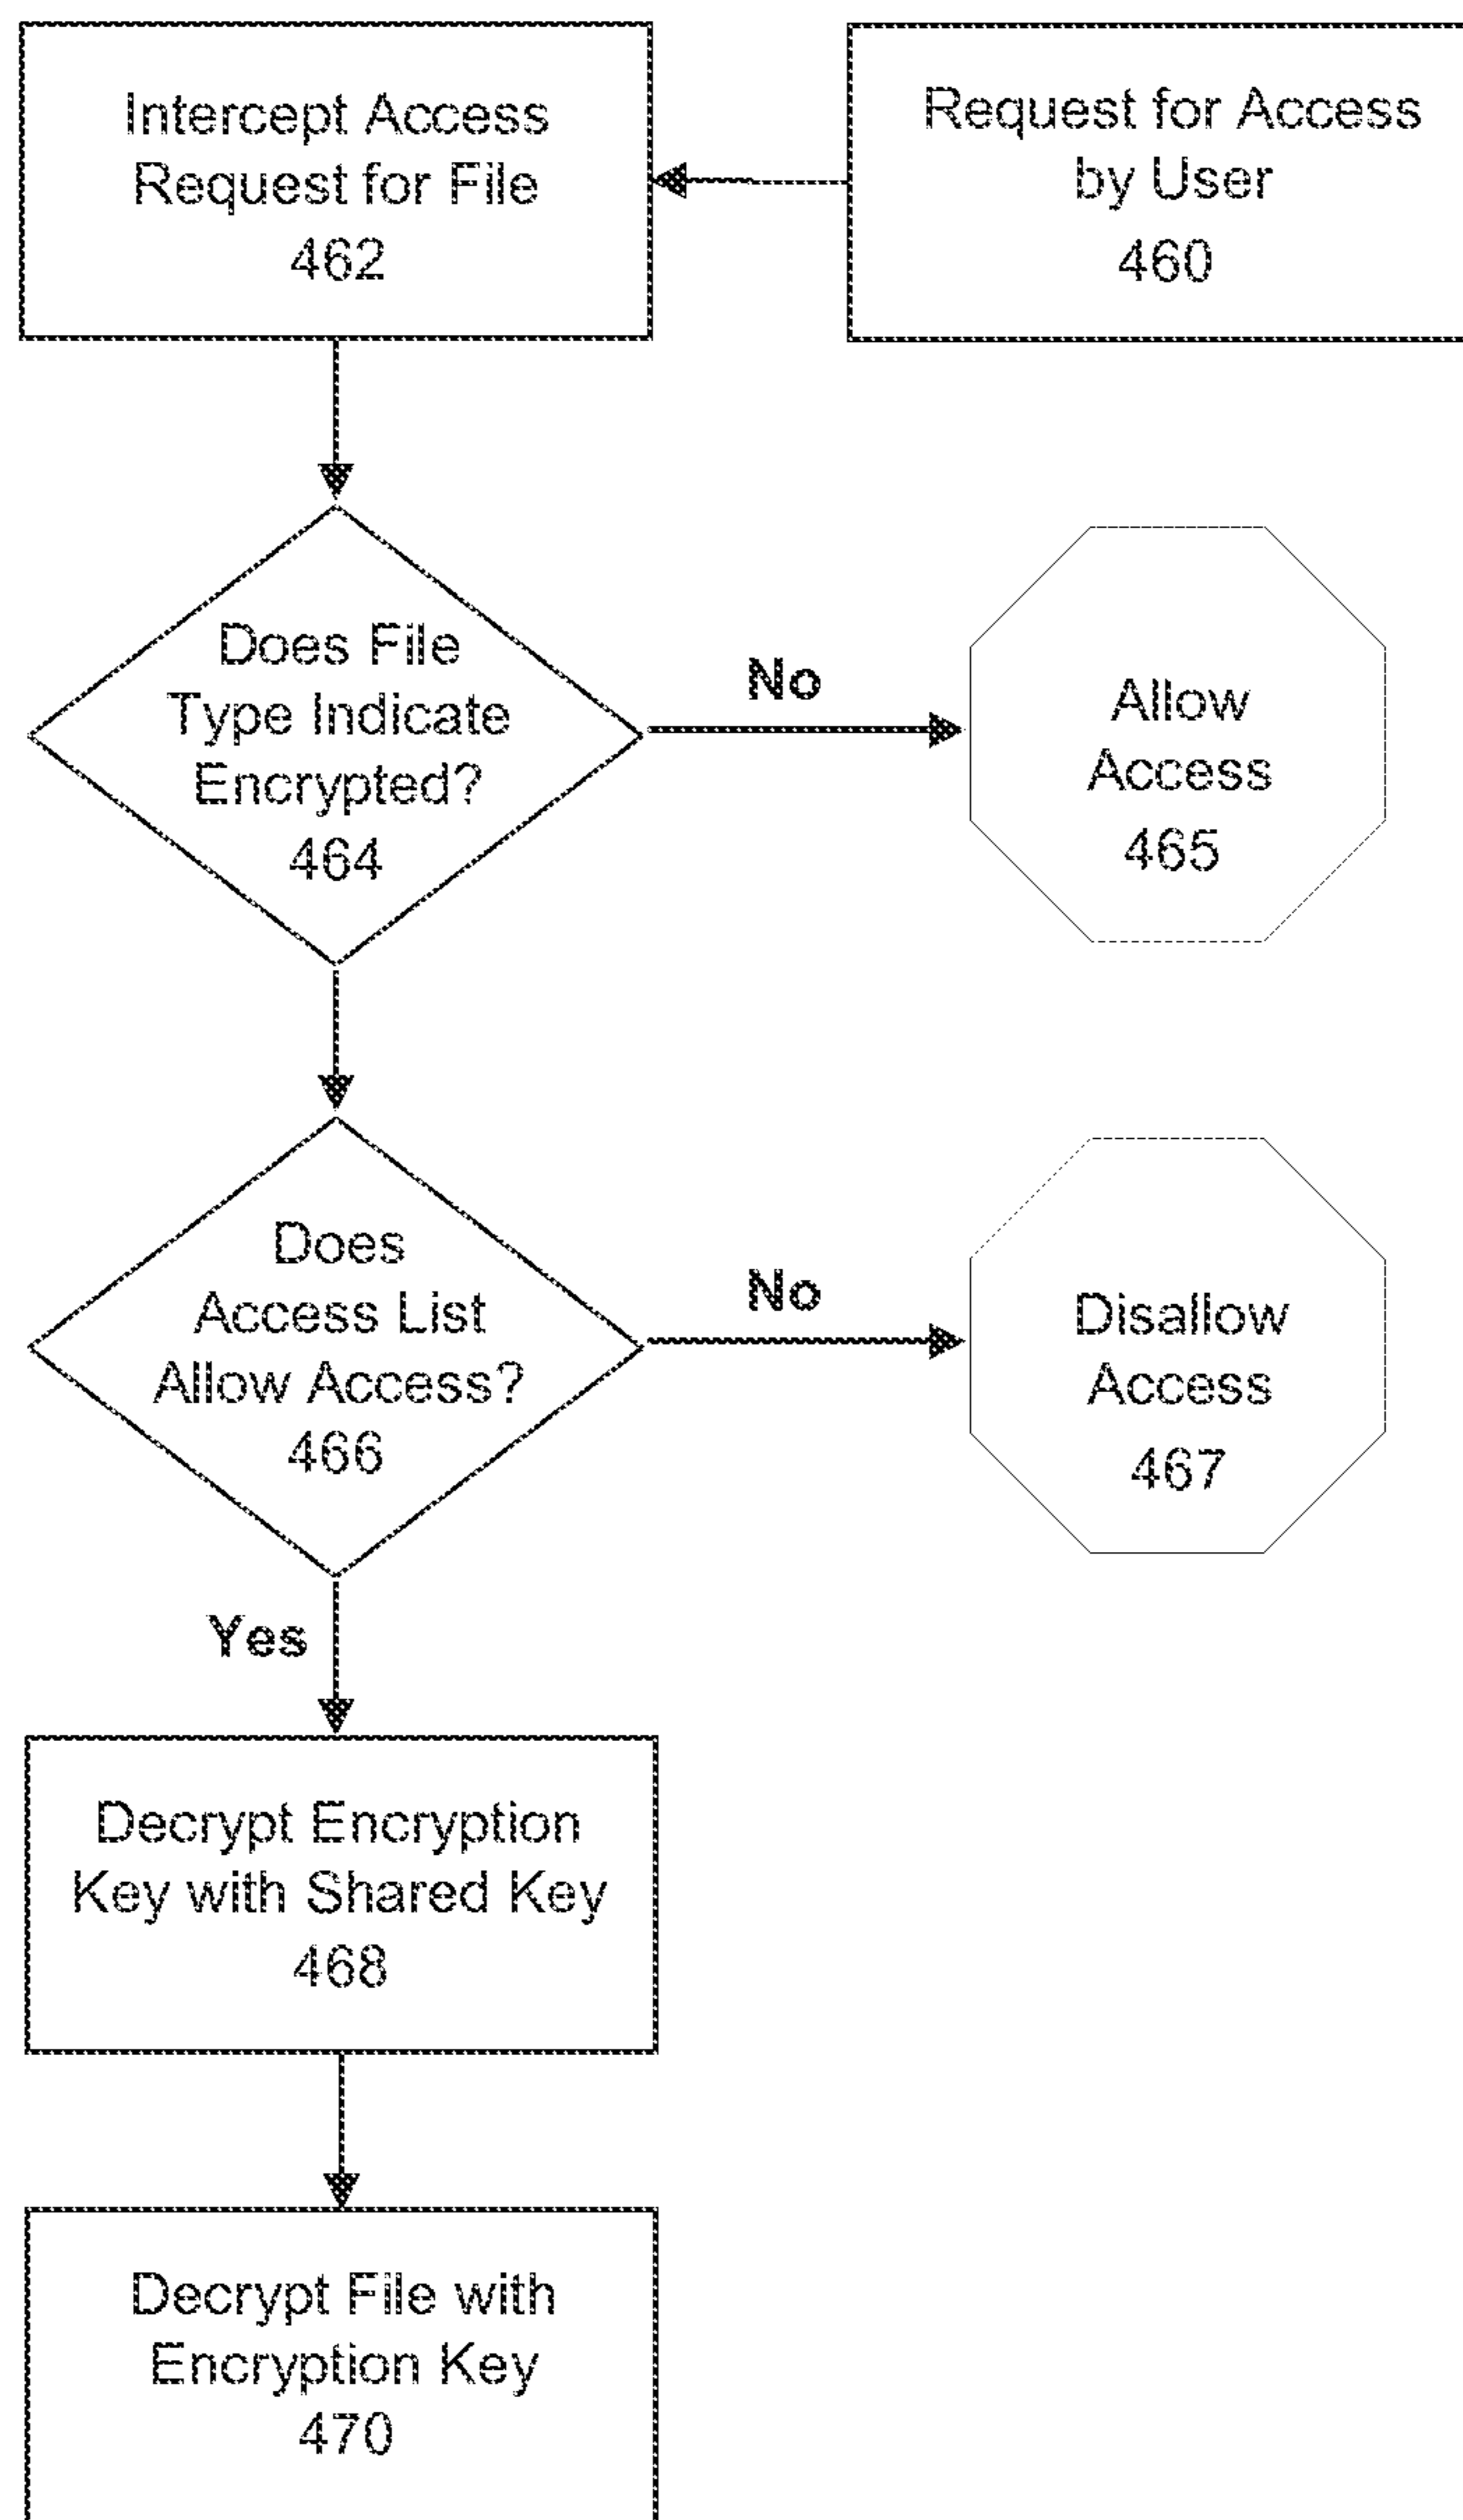 Intercept Access
Request for File
462
Request for Access
by User
460
Does File
Type Indicate
Encrypted?
464
No
Allow
Access
465
Does
Access List
Allow Access?
466
No
Disallow
Access
467
Yes
Decrypt Encryption
Key with Shared Key
468
Decrypt File with
Encryption Key
470